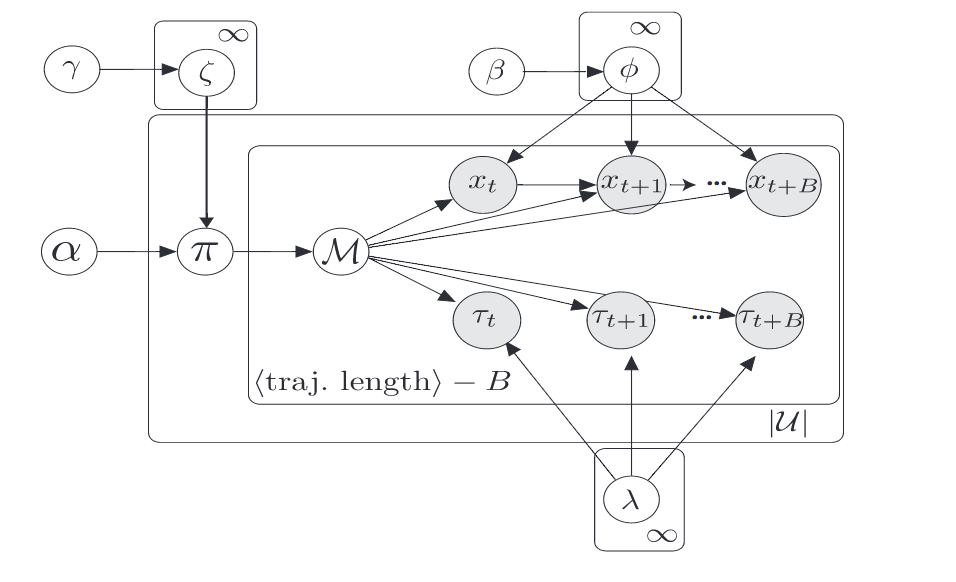 γ ζ ∞ β ϕ ∞
x_t x_{t+1} ... x_{t+B}
α π ℳ
τ_t τ_{t+1} ... τ_{t+B}
⟨traj. length⟩ − B
|𝒰|
λ
∞